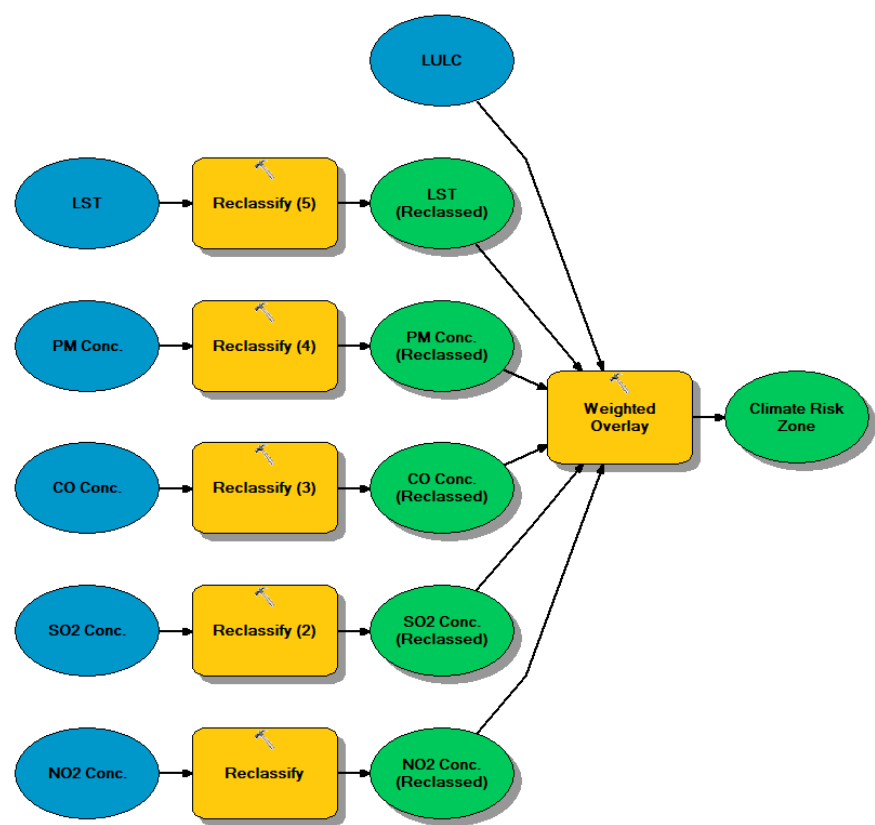 LULC
LST
Reclassify (5)
LST
(Reclassed)
PM Conc.
Reclassify (4)
PM Conc.
(Reclassed)
Weighted
Overlay
Climate Risk
Zone
CO Conc.
Reclassify (3)
CO Conc.
(Reclassed)
SO2 Conc.
Reclassify (2)
SO2 Conc.
(Reclassed)
NO2 Conc.
Reclassify
NO2 Conc.
(Reclassed)